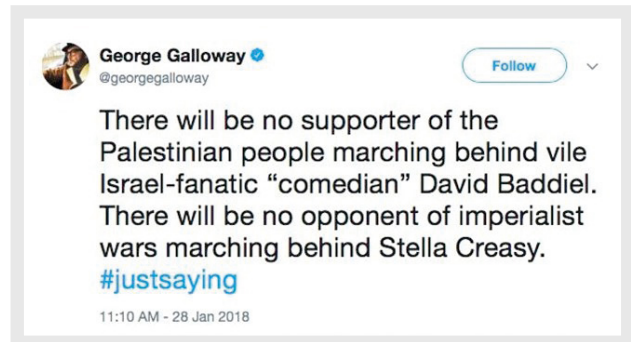 George Galloway
@georgegalloway
Follow
There will be no supporter of the
Palestinian people marching behind vile
Israel-fanatic “comedian” David Baddiel.
There will be no opponent of imperialist
wars marching behind Stella Creasy.
#justsaying
11:10 AM - 28 Jan 2018